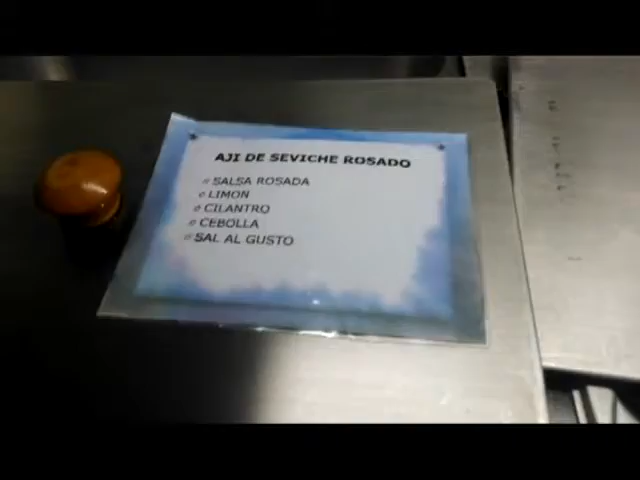 AJI DE SEVICHE ROSADO
SALSA ROSADA
LIMON
CILANTRO
CEBOLLA
SAL AL GUSTO